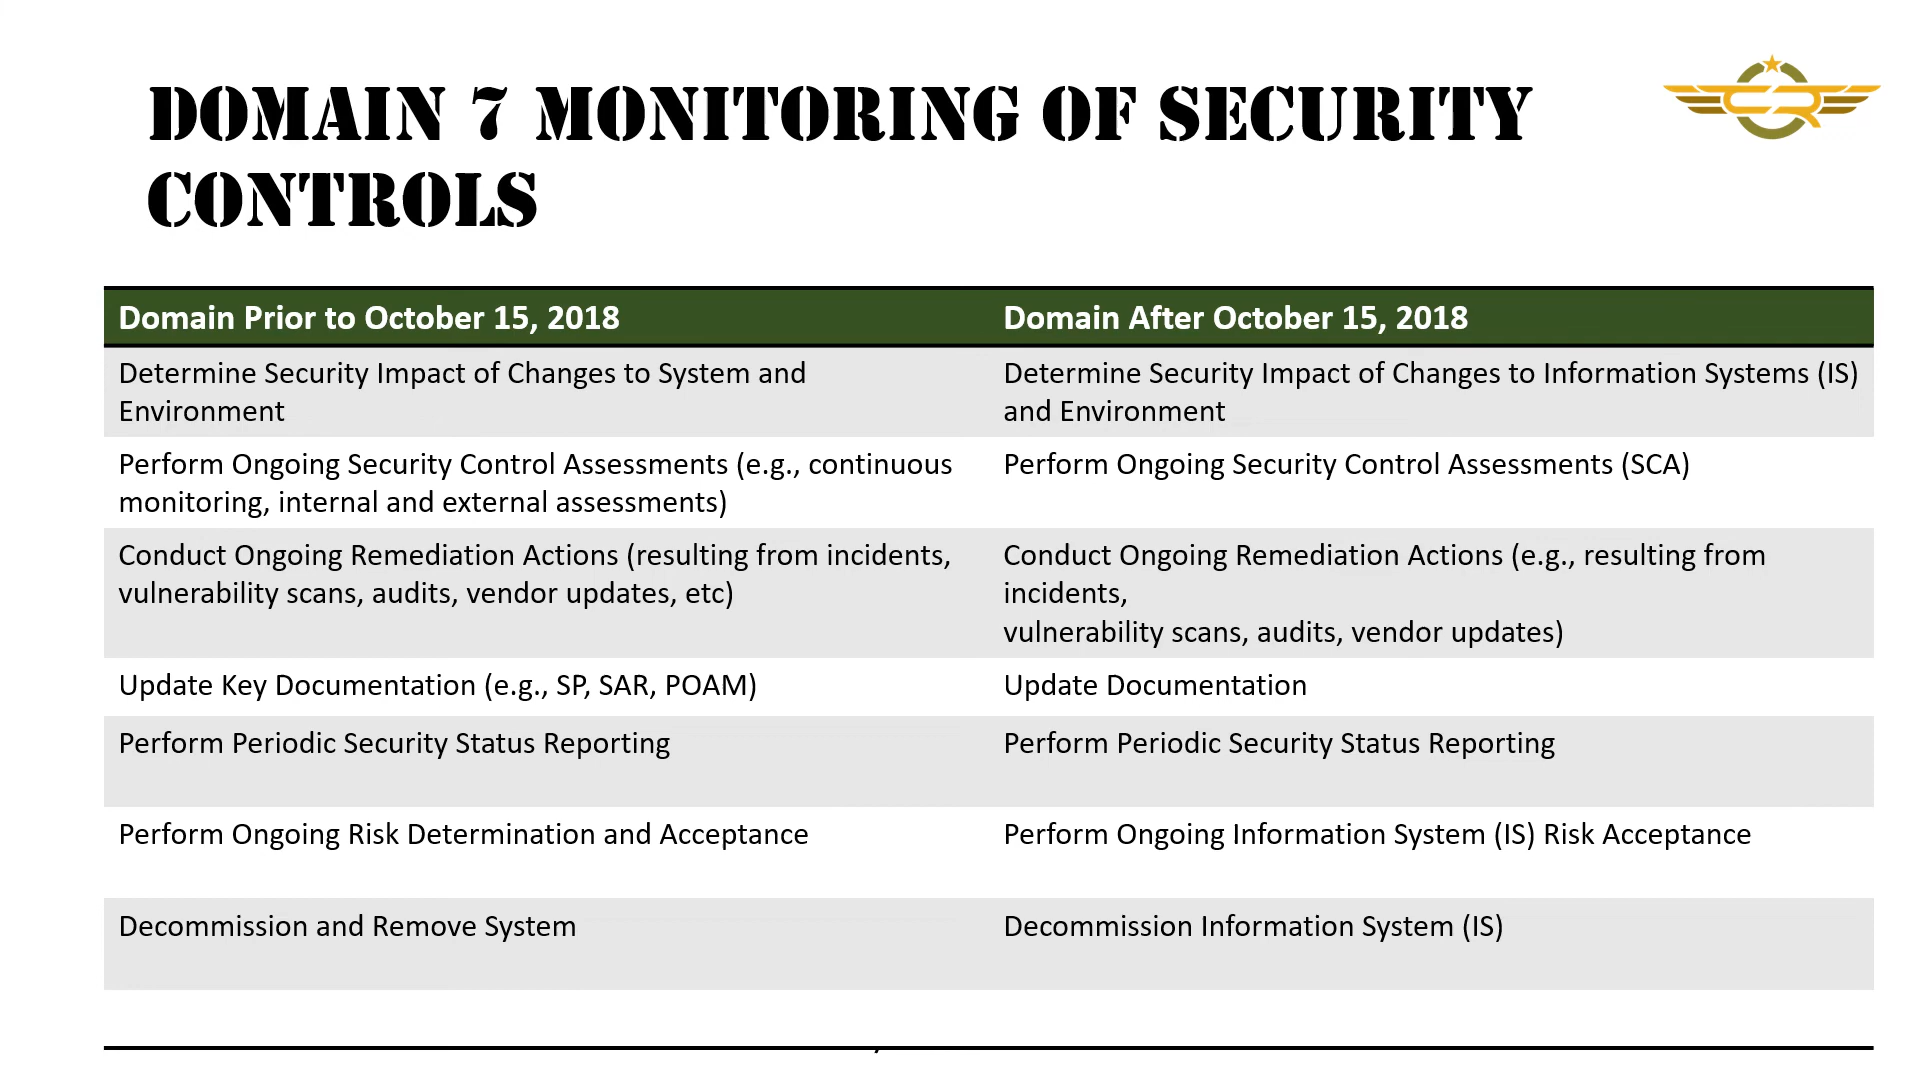 DOMAIN 7 MONITORING OF SECURITY
CONTROLS
CR
Domain Prior to October 15, 2018
Domain After October 15, 2018
Determine Security Impact of Changes to System and
Environment
Determine Security Impact of Changes to Information Systems (IS)
and Environment
Perform Ongoing Security Control Assessments (e.g., continuous
monitoring, internal and external assessments)
Perform Ongoing Security Control Assessments (SCA)
Conduct Ongoing Remediation Actions (resulting from incidents,
vulnerability scans, audits, vendor updates, etc)
Conduct Ongoing Remediation Actions (e.g., resulting from
incidents,
vulnerability scans, audits, vendor updates)
Update Key Documentation (e.g., SP, SAR, POAM)
Update Documentation
Perform Periodic Security Status Reporting
Perform Periodic Security Status Reporting
Perform Ongoing Risk Determination and Acceptance
Perform Ongoing Information System (IS) Risk Acceptance
Decommission and Remove System
Decommission Information System (IS)